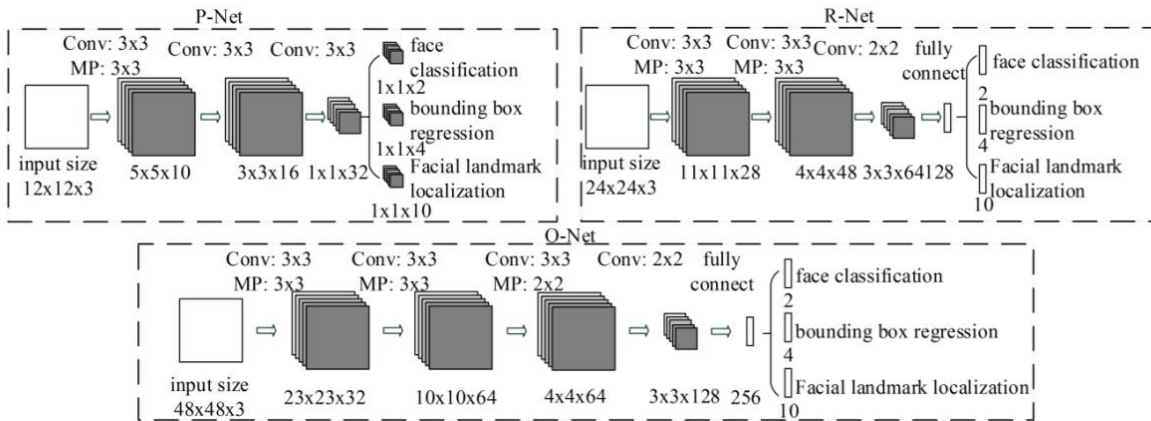 P-Net
Conv: 3x3 Conv: 3x3 Conv: 3x3
MP: 3x3
face
classification
1x1x2
bounding box
regression
1x1x4
Facial landmark
localization
1x1x10
input size
12x12x3
5x5x10
3x3x16
1x1x32
R-Net
Conv: 3x3 Conv: 3x3 Conv: 2x2 fully
MP: 3x3 MP: 3x3 connect
face classification
2
bounding box
regression
4
Facial landmark
localization
10
input size
24x24x3
11x11x28
4x4x48
3x3x64
128
O-Net
Conv: 3x3 Conv: 3x3 Conv: 3x3 Conv: 2x2 fully
MP: 3x3 MP: 3x3 MP: 2x2 connect
face classification
2
bounding box regression
4
Facial landmark localization
10
input size
48x48x3
23x23x32
10x10x64
4x4x64
3x3x128
256